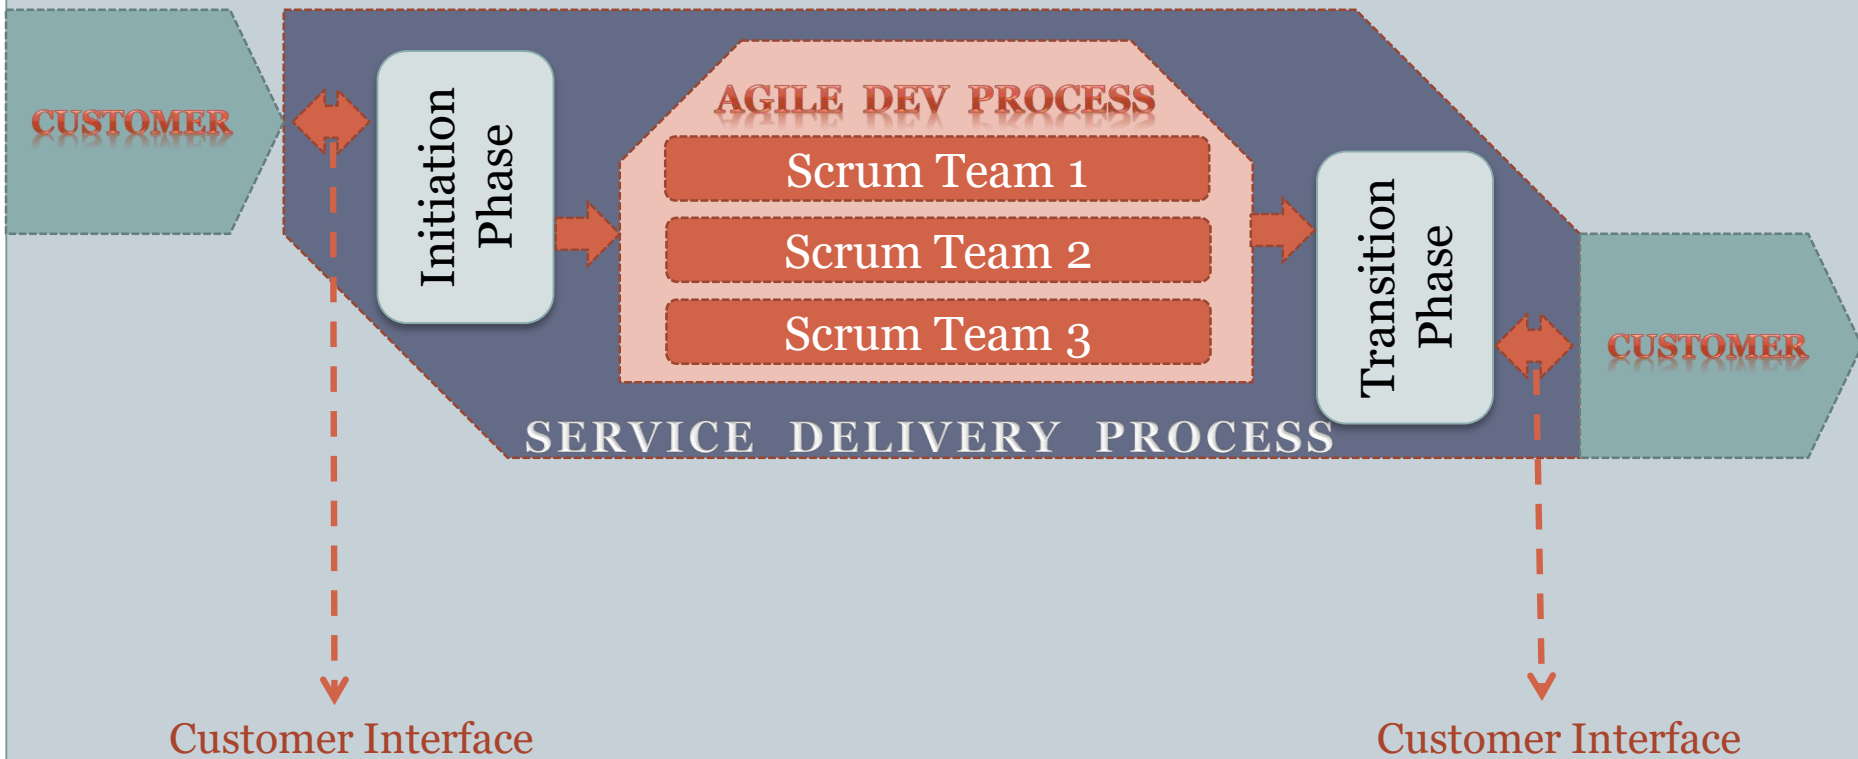 CUSTOMER
Initiation
Phase
AGILE DEV PROCESS
Scrum Team 1
Scrum Team 2
Scrum Team 3
Transition
Phase
CUSTOMER
SERVICE DELIVERY PROCESS
Customer Interface
Customer Interface